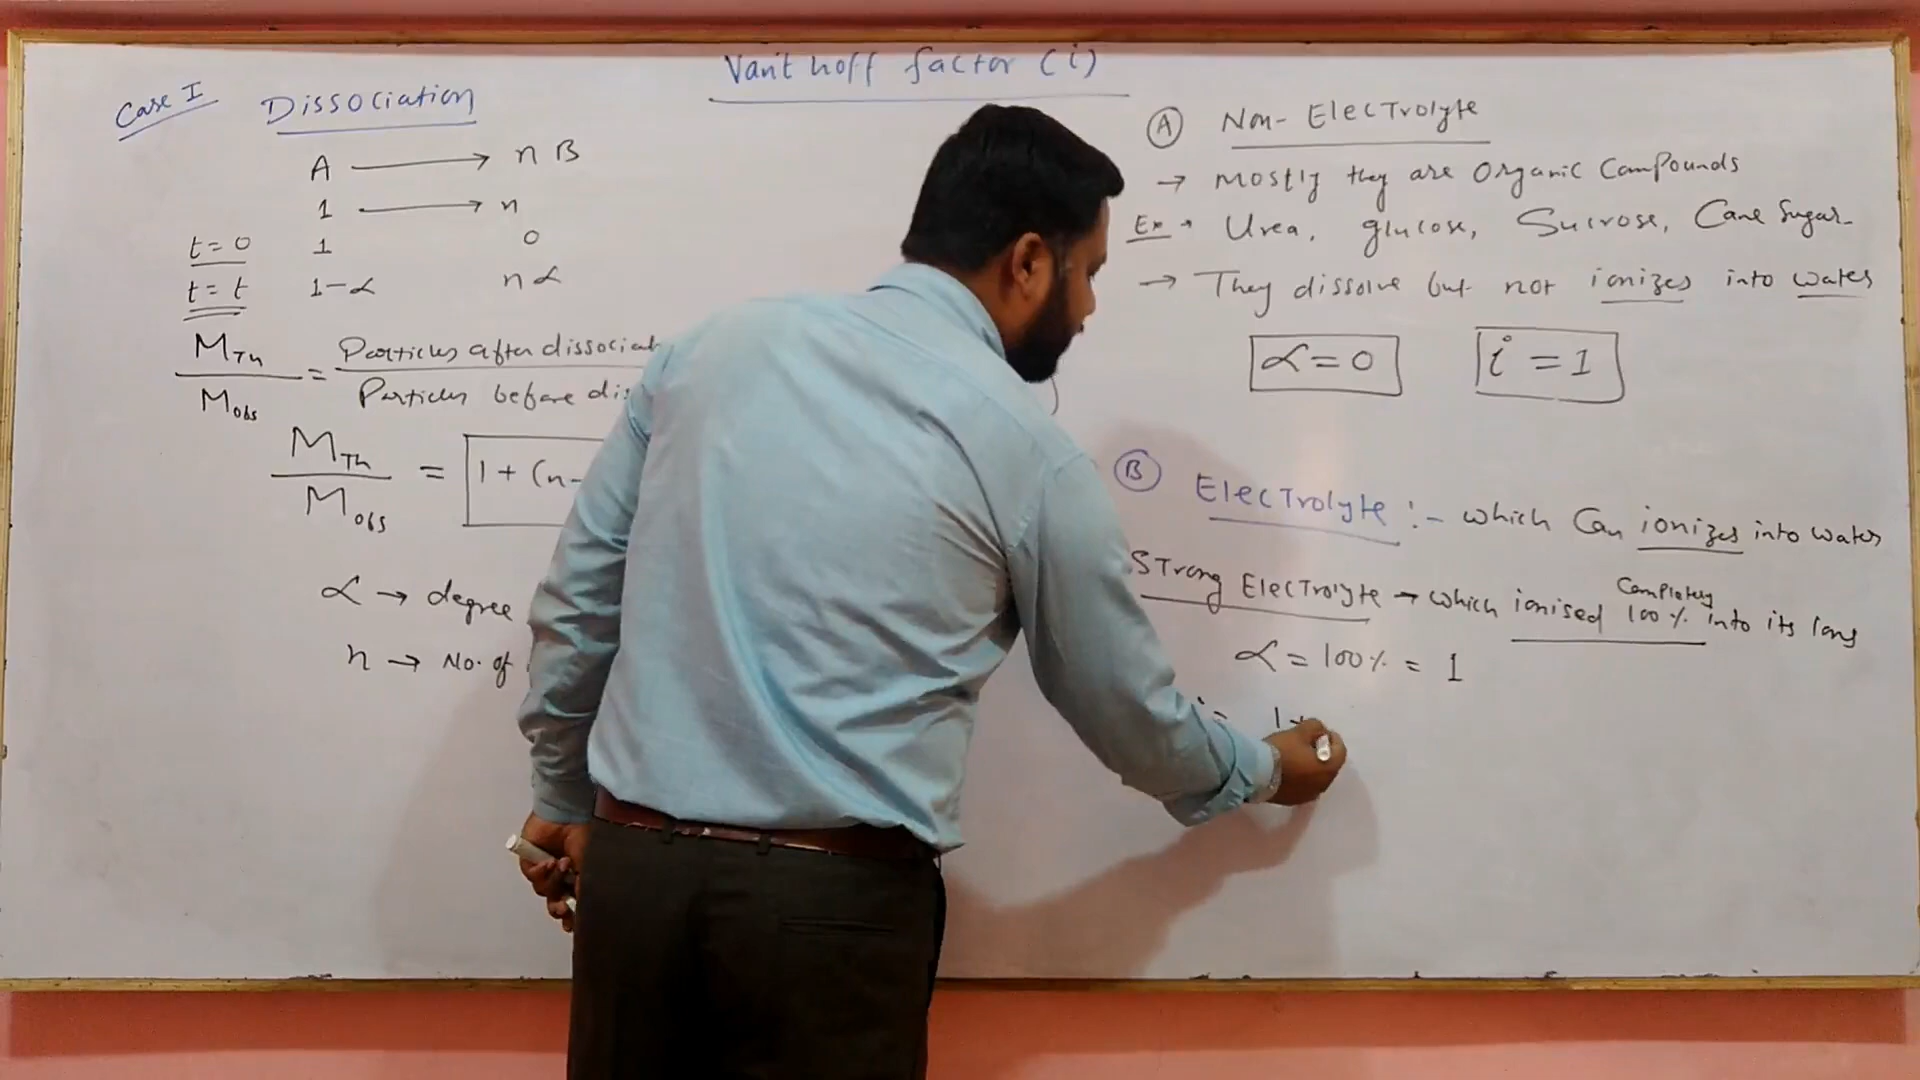 Vant hoff factor (i)
Case I Dissociation
A → n B
1 → n
t = 0 1 0
t = t 1-α nα
M_Th / M_obs = Particles after / Particles before
M_Th / M_obs = 1 + (n-
α → degree
n → No. of
Ⓐ Non-Electrolyte
→ Mostly they are Organic Compounds
Ex → Urea, glucose, Sucrose, Cane Sugar
→ They dissolve but not ionizes into water
α = 0 i = 1
Ⓑ Electrolyte :- which Can ionizes into water
Strong Electrolyte → which ionised Completely 100% into its Ions
α = 100% = 1
i = 1+